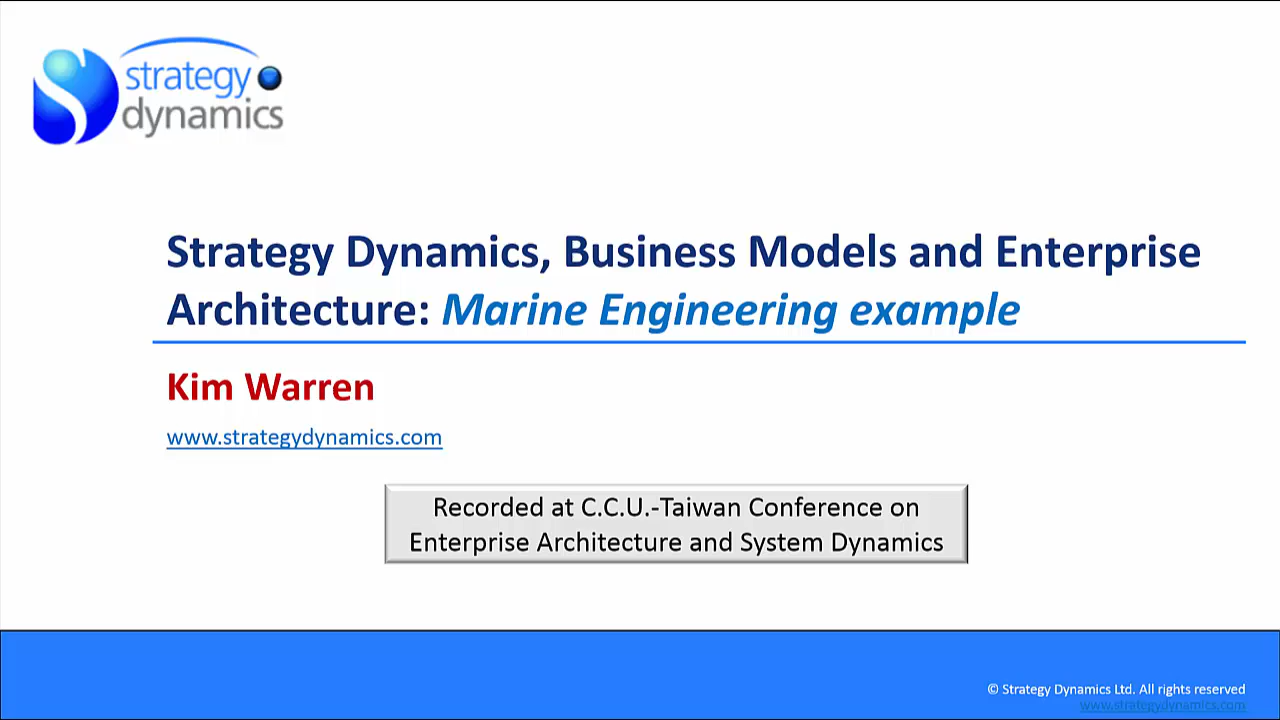 strategy
dynamics
Strategy Dynamics, Business Models and Enterprise
Architecture: Marine Engineering example
Kim Warren
www.strategydynamics.com
Recorded at C.C.U.-Taiwan Conference on
Enterprise Architecture and System Dynamics
© Strategy Dynamics Ltd. All rights reserved
www.strategydynamics.com